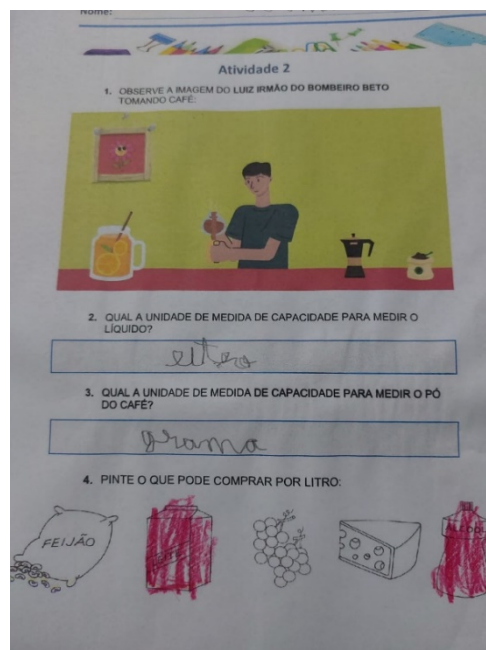 Nome:
Atividade 2
1. OBSERVE A IMAGEM DO LUIZ IRMÃO DO BOMBEIRO BETO
TOMANDO CAFÉ:
2. QUAL A UNIDADE DE MEDIDA DE CAPACIDADE PARA MEDIR O
LÍQUIDO?
3. QUAL A UNIDADE DE MEDIDA DE CAPACIDADE PARA MEDIR O PÓ
DO CAFÉ?
grama
4. PINTE O QUE PODE COMPRAR POR LITRO:
FEIJÃO